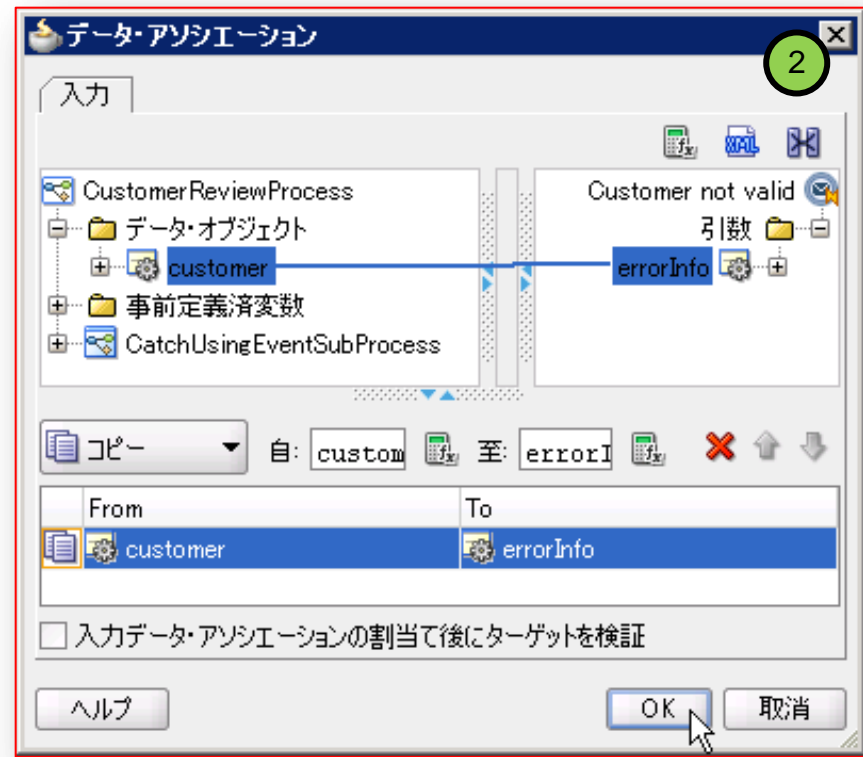 データ・アソシエーション
2
入力
CustomerReviewProcess
データ・オブジェクト
customer
事前定義済変数
CatchUsingEventSubProcess
Customer not valid
引数
errorInfo
コピー 自: custom 至: errorI
From To
customer errorInfo
入力データ・アソシエーションの割当て後にターゲットを検証
ヘルプ OK 取消